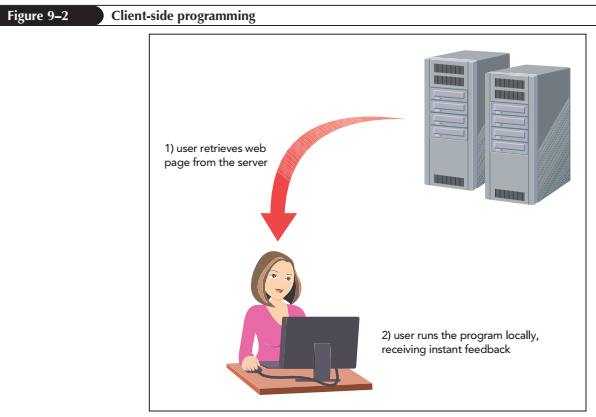 Figure 9–2 Client-side programming
1) user retrieves web
page from the server
2) user runs the program locally,
receiving instant feedback